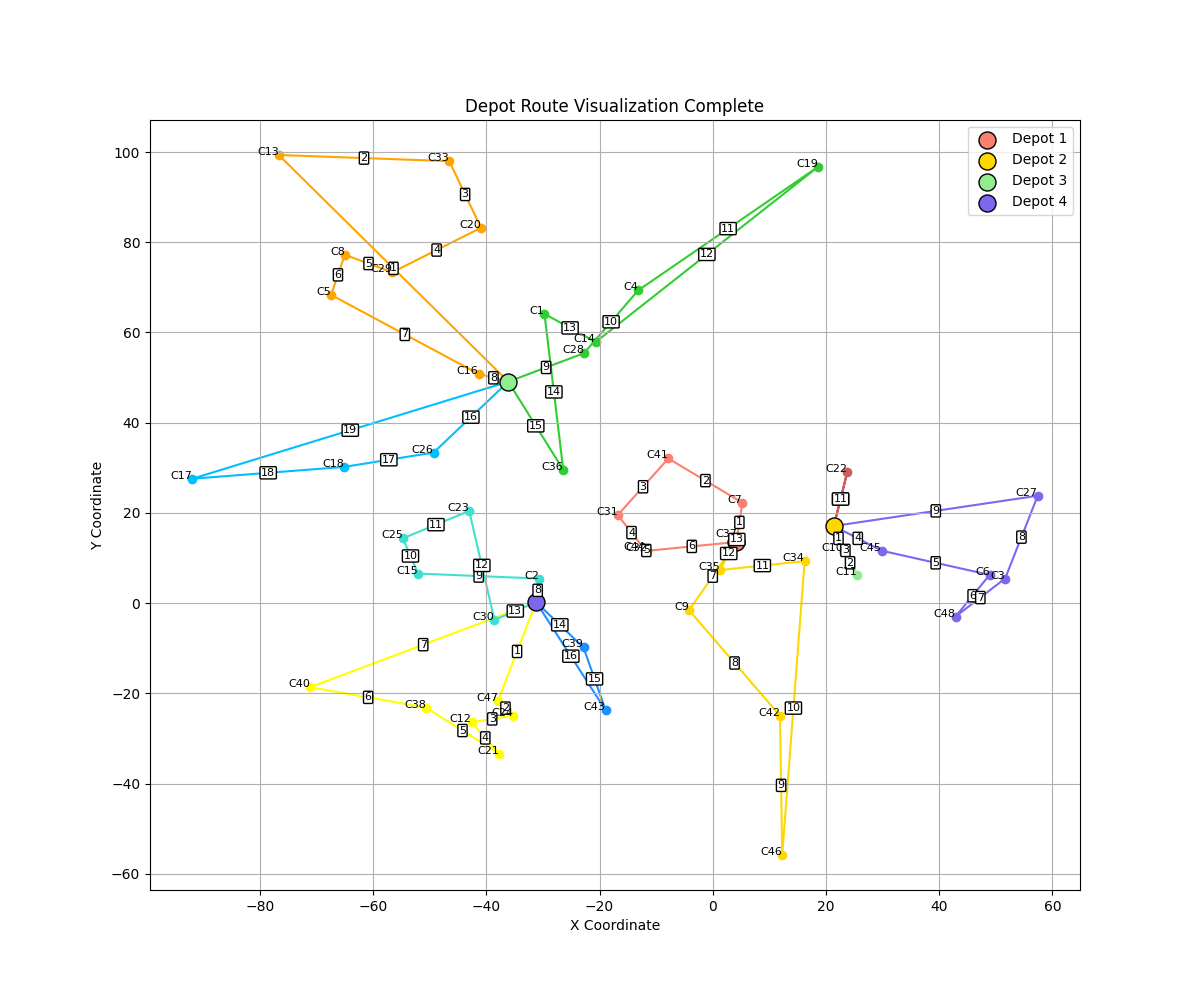 Depot Route Visualization Complete
Depot 1
Depot 2
Depot 3
Depot 4
100
80
60
40
20
0
−20
−40
−60
−80
−60
−40
−20
0
20
40
60
X Coordinate
Y Coordinate
C13
2
C33
3
C20
4
C8
5
C29
1
6
C5
7
C16
8
C19
11
12
C4
10
C1
13
C14
C28
9
14
15
C36
16
19
C26
17
C18
18
C17
C41
2
3
C7
C31
1
4
5
6
13
12
C22
11
C27
9
1
4
C45
3
2
C11
5
8
C6
C3
6
7
C48
C34
11
C35
7
C9
8
C42
10
9
C46
C23
11
C25
10
C15
12
9
C2
8
13
C30
14
C39
16
15
C43
1
7
C40
6
C38
C47
2
3
C12
5
4
C21